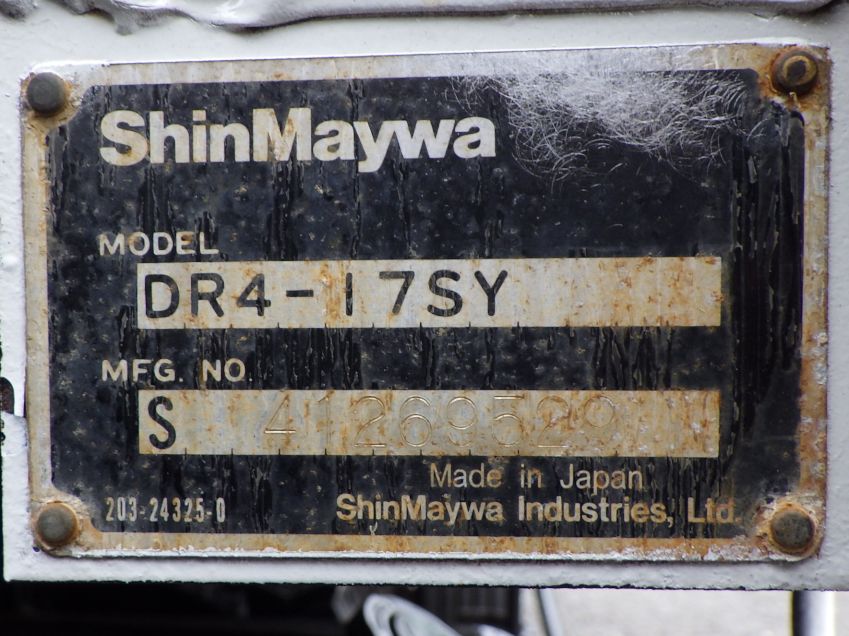 ShinMaywa
MODEL
DR4-17SY
MFG. NO.
S 41269529
Made in Japan
203-24325-0 ShinMaywa Industries, Ltd